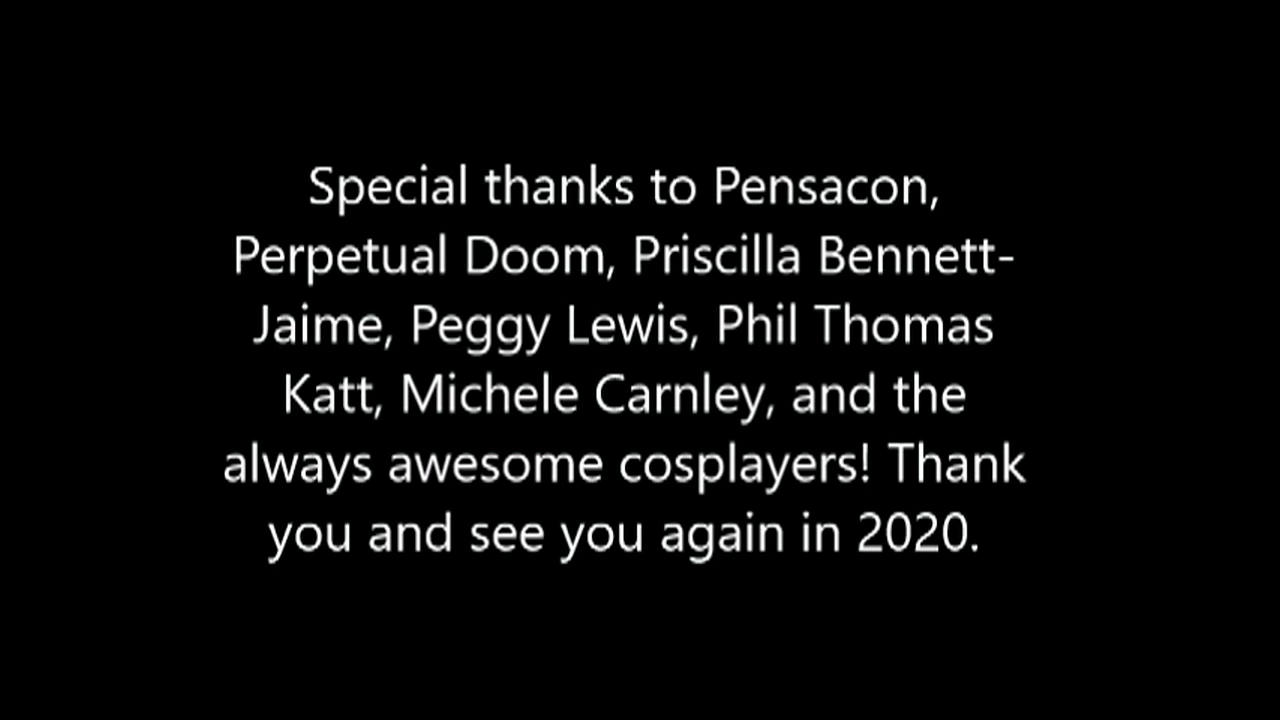 Special thanks to Pensacon,
Perpetual Doom, Priscilla Bennett-
Jaime, Peggy Lewis, Phil Thomas
Katt, Michele Carnley, and the
always awesome cosplayers! Thank
you and see you again in 2020.